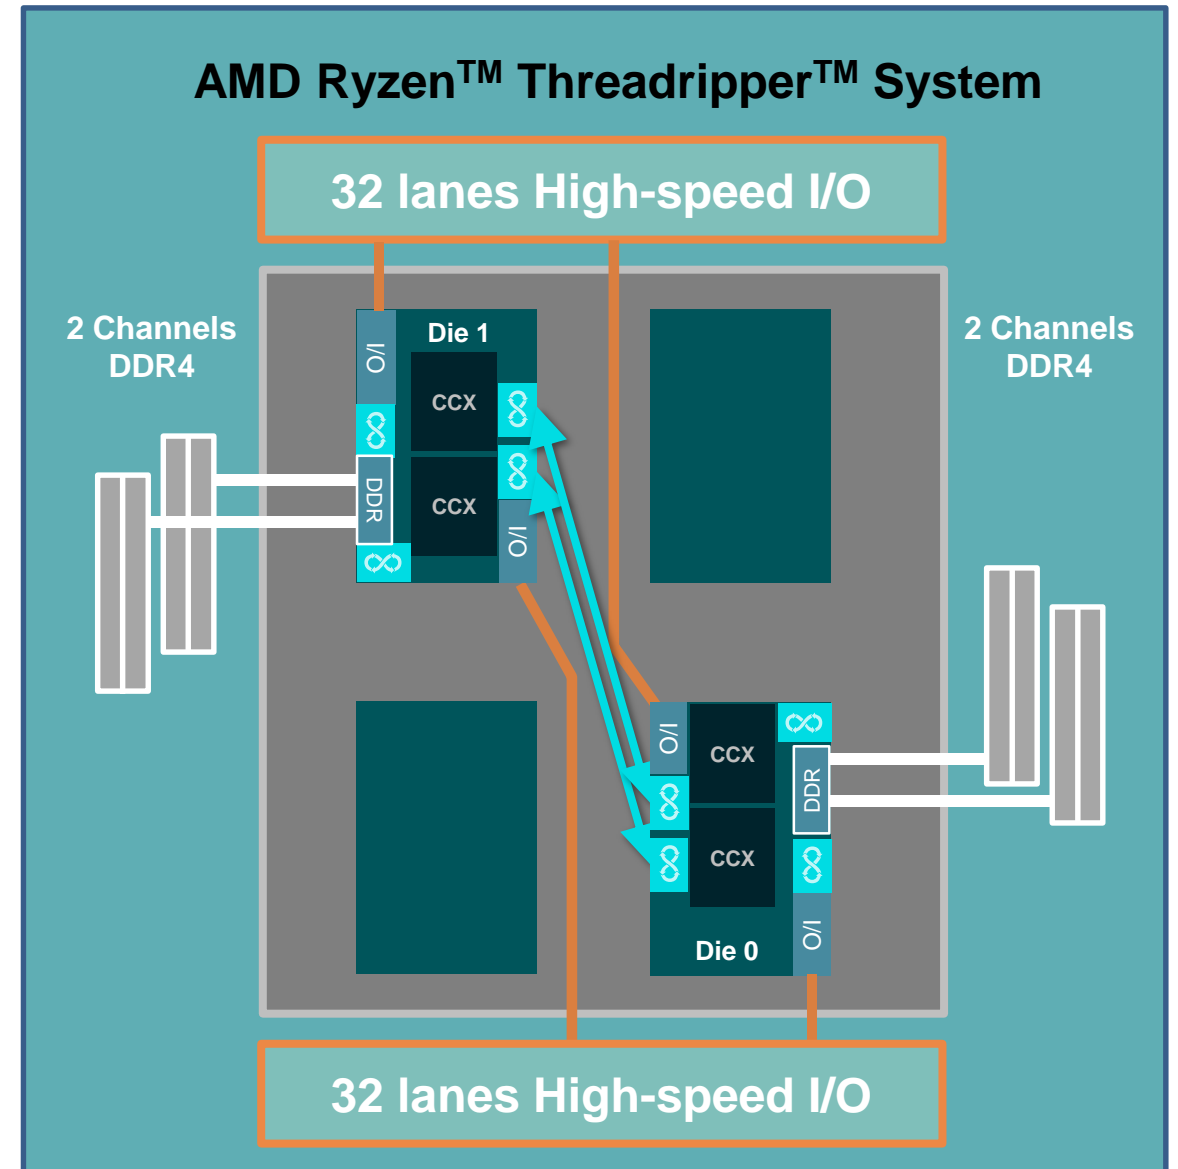 AMD Ryzen™ Threadripper™ System
32 lanes High-speed I/O
2 Channels
DDR4
2 Channels
DDR4
Die 1
I/O
CCX
DDR
CCX
I/O
I/O
CCX
DDR
CCX
Die 0
I/O
32 lanes High-speed I/O